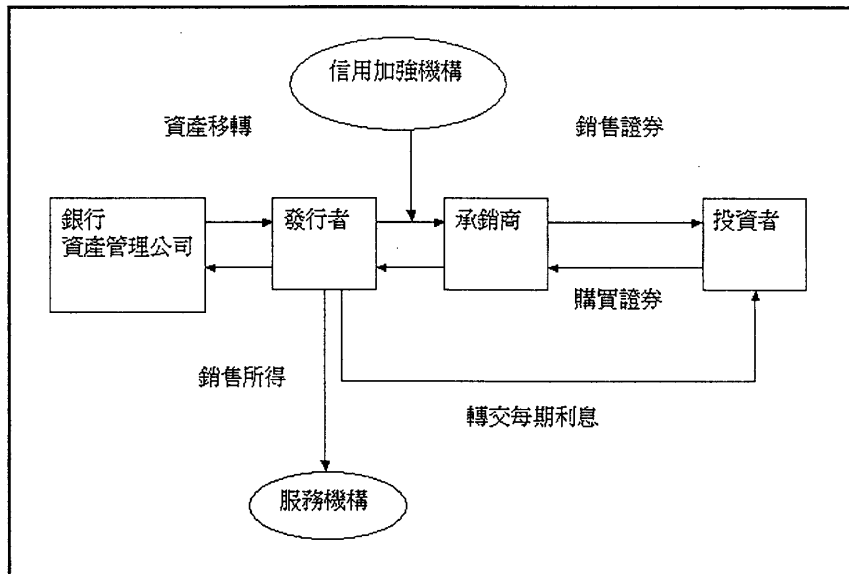 信用加強機構
資產移轉
銷售證券
銀行
資產管理公司
發行者
承銷商
投資者
購買證券
銷售所得
轉交每期利息
服務機構